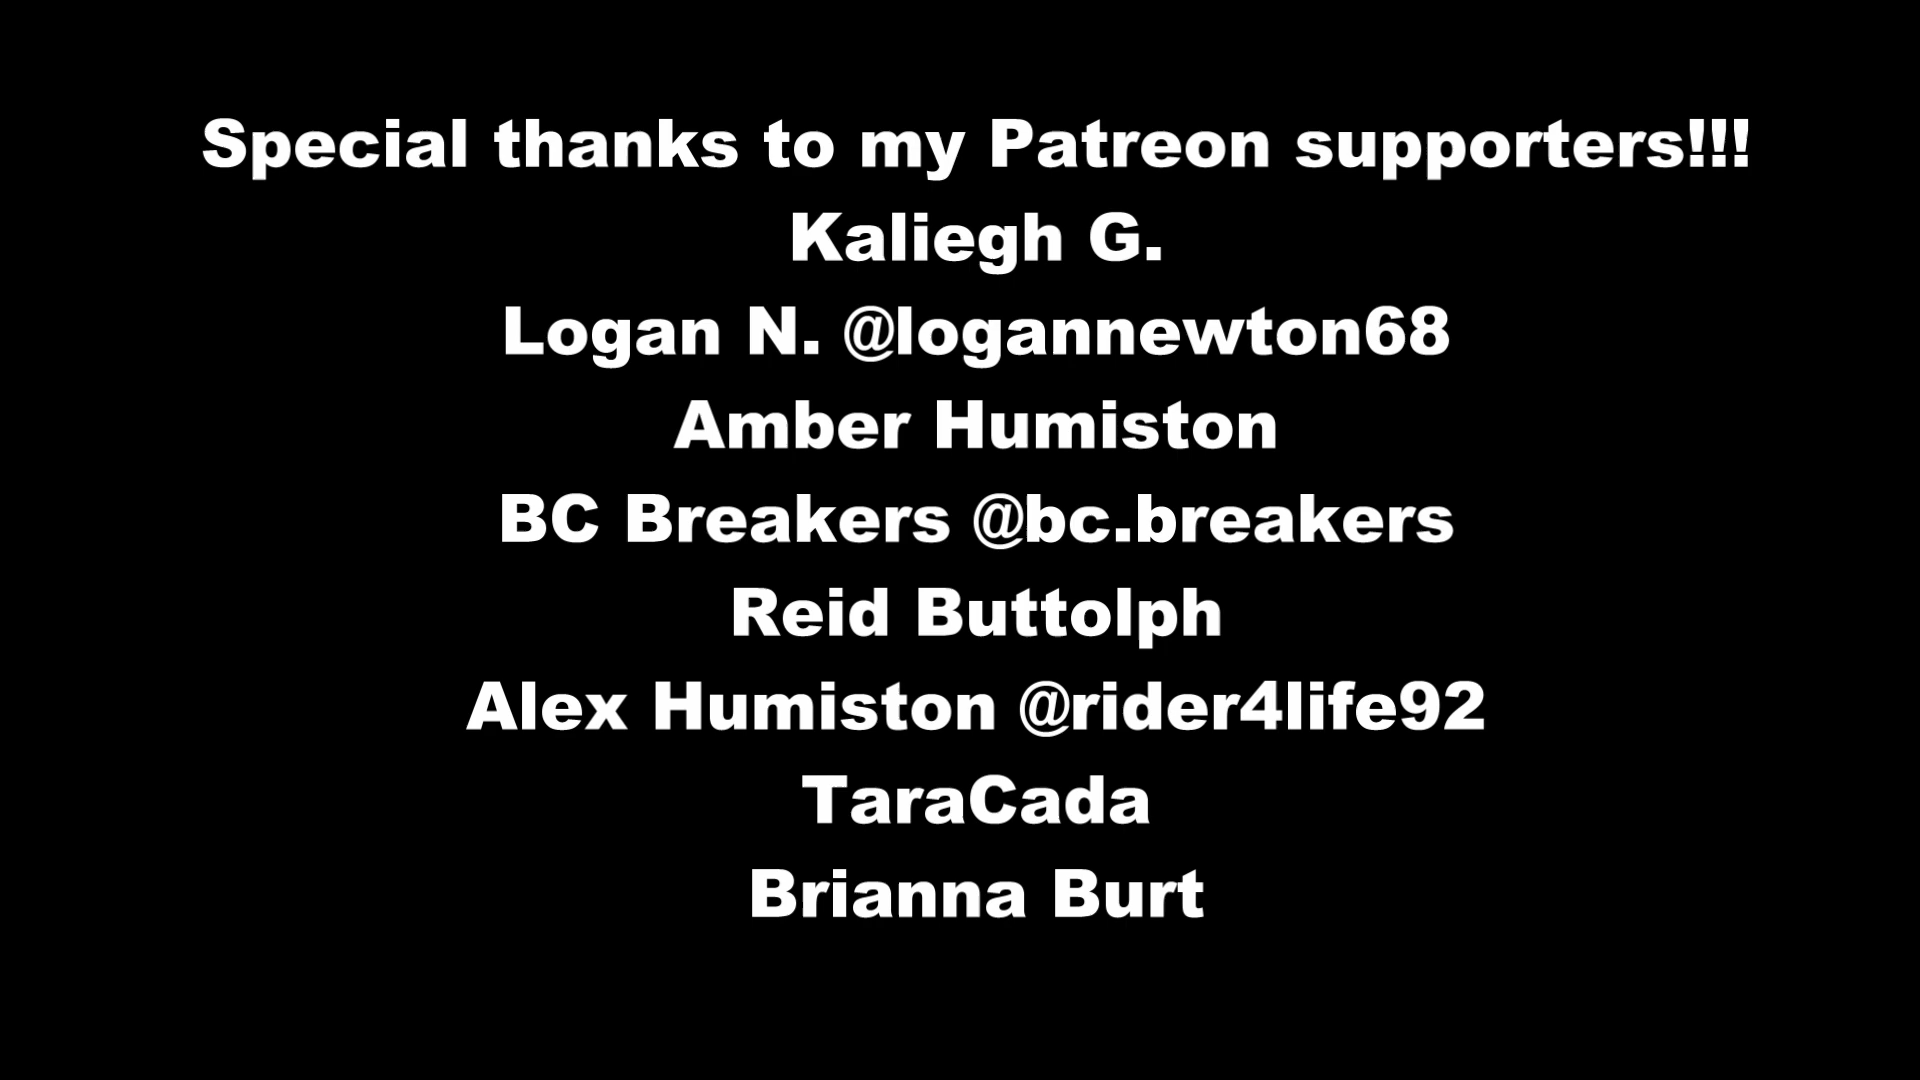 Special thanks to my Patreon supporters!!!
Kaliegh G.
Logan N. @logannewton68
Amber Humiston
BC Breakers @bc.breakers
Reid Buttolph
Alex Humiston @rider4life92
TaraCada
Brianna Burt